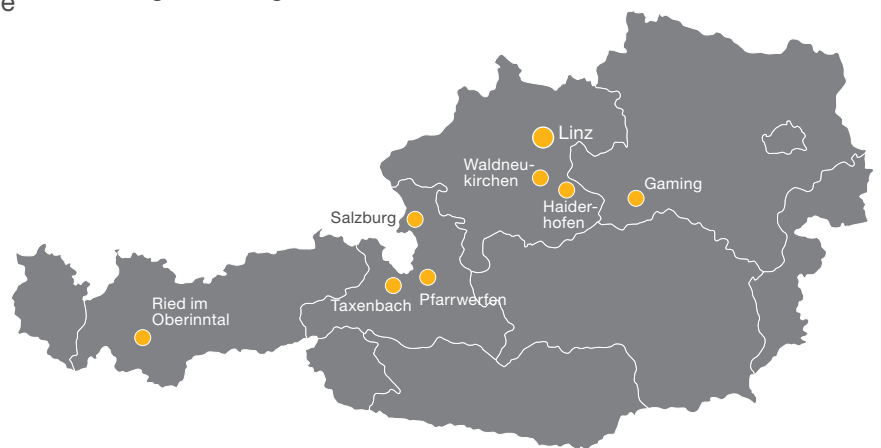 e
Linz
Waldneu-
kirchen
Gaming
Haider-
hofen
Salzburg
Taxenbach
Pfarrwerfen
Ried im
Oberinntal